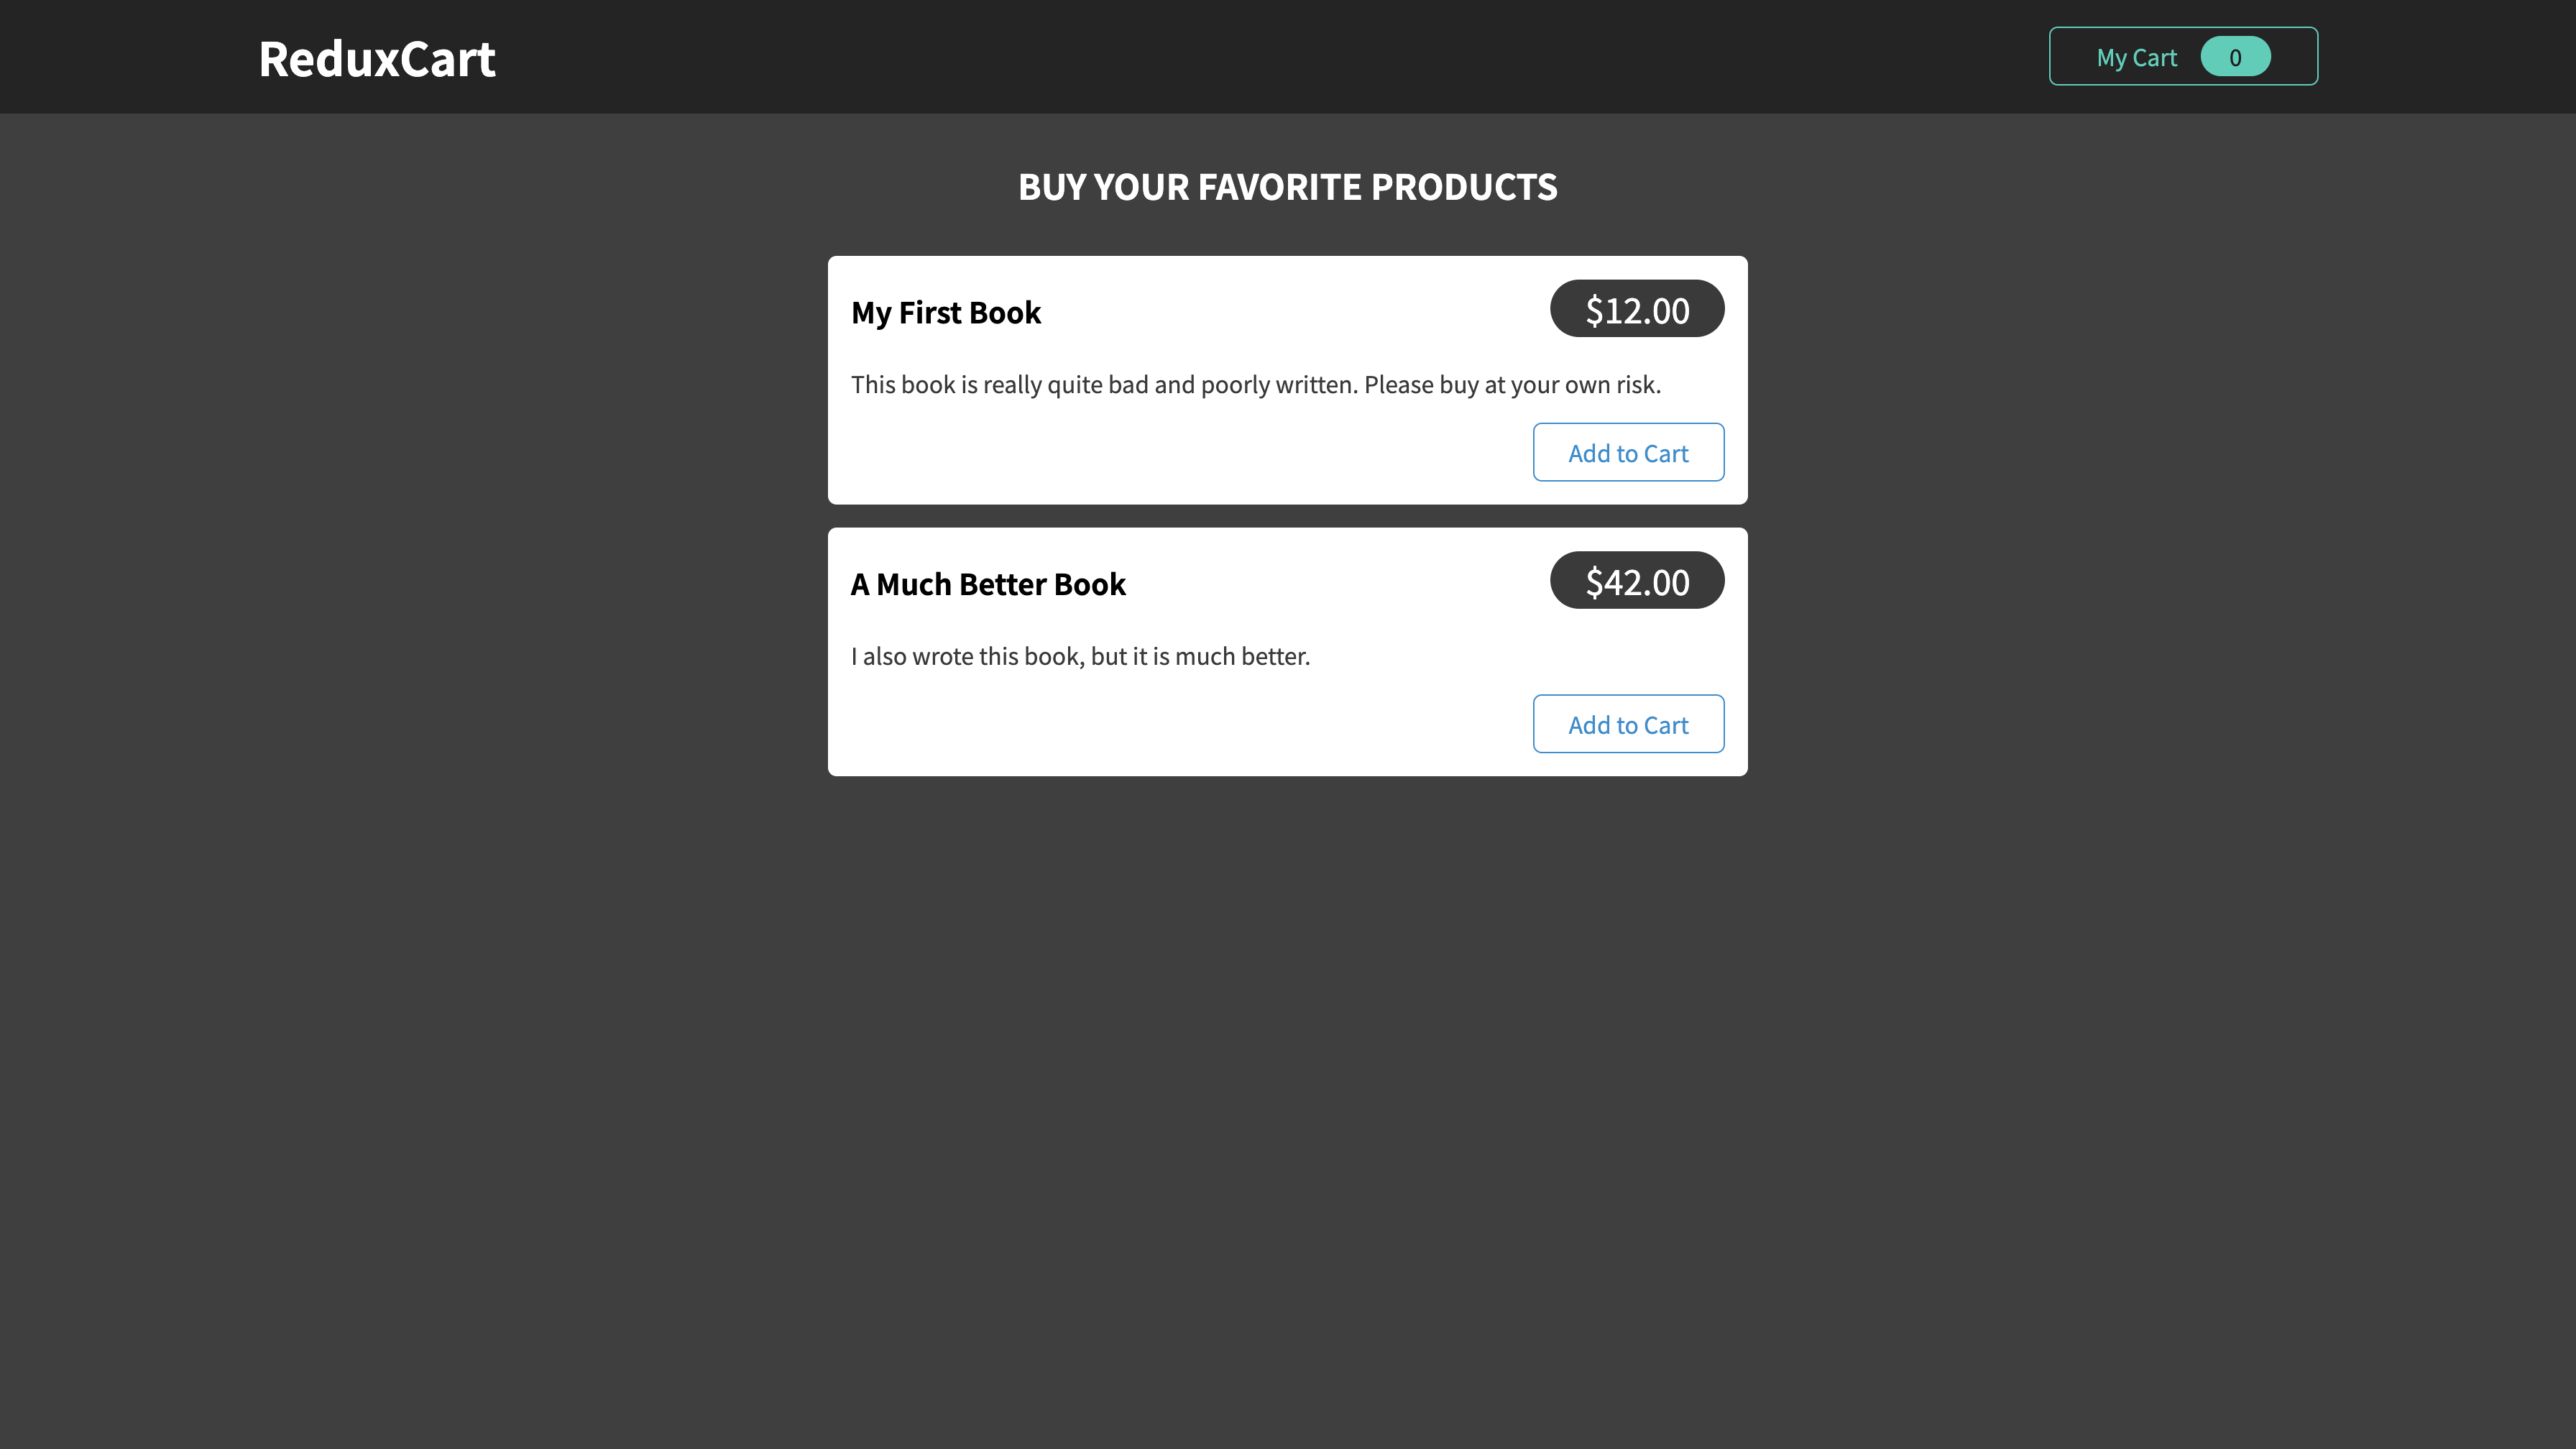 ReduxCart
My Cart 0
BUY YOUR FAVORITE PRODUCTS
My First Book
$12.00
This book is really quite bad and poorly written. Please buy at your own risk.
Add to Cart
A Much Better Book
$42.00
I also wrote this book, but it is much better.
Add to Cart